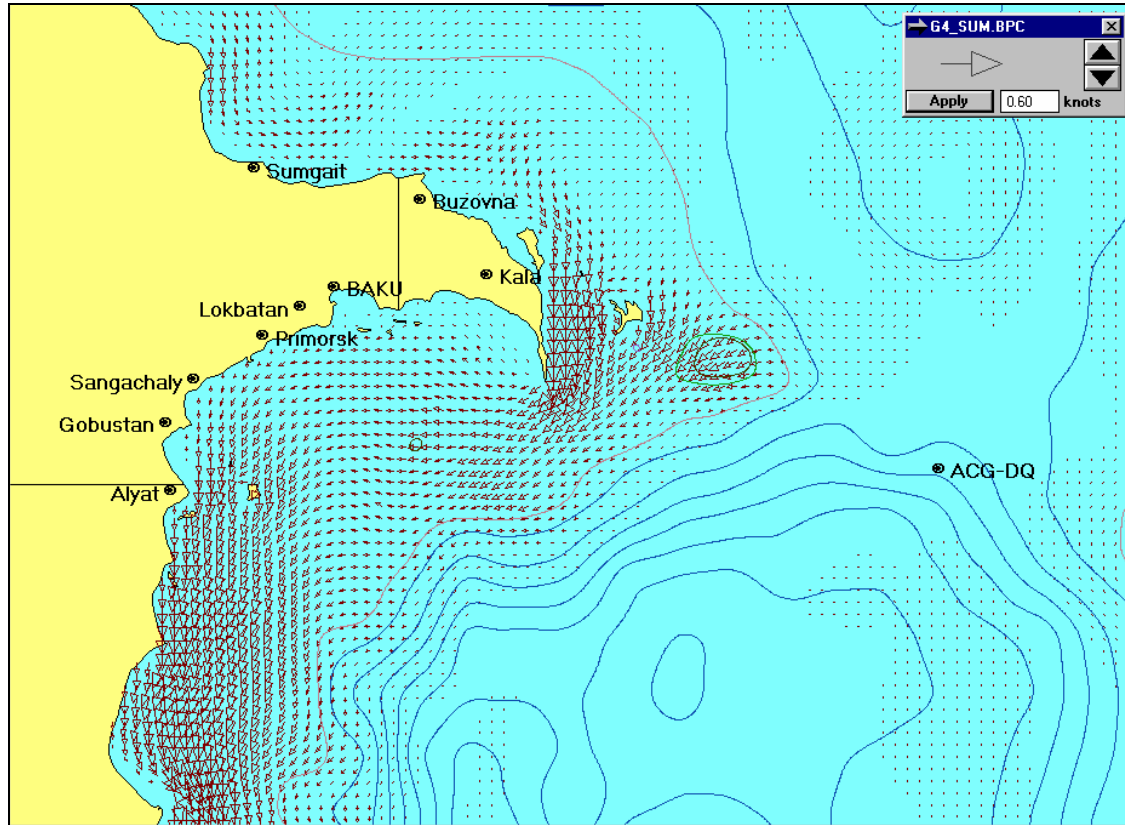 G4_SUM.BPC
Apply 0.60 knots
Sumgait
Buzovna
Kala
BAKU
Lokbatan
Primorsk
Sangachaly
Gobustan
ACG-DQ
Alyat